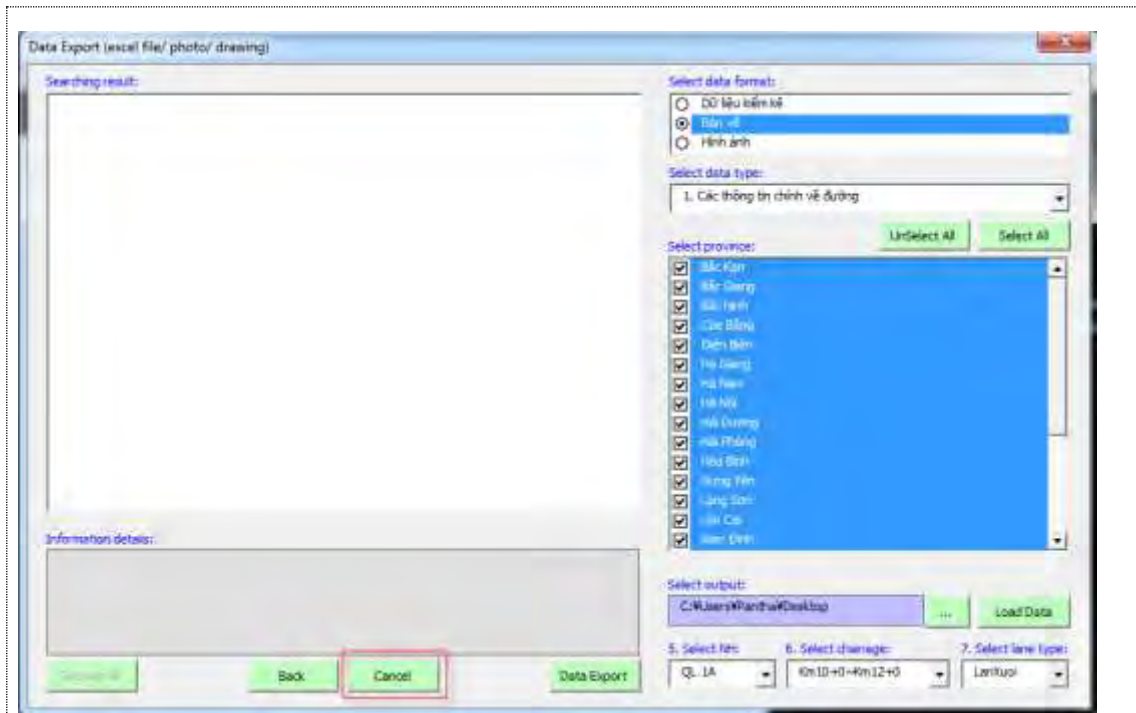 Data Export (excel file/ photo/ drawing)
Searching result:
Information details:
Back
Cancel
Data Export
Select data format:
Dữ liệu kiểm kê
Bản vẽ
Hình ảnh
Select data type:
1. Các thông tin chính về đường
UnSelect All
Select All
Select province:
Bắc Kạn
Bắc Giang
Bắc Ninh
Cao Bằng
Điện Biên
Hà Giang
Hà Nam
Hà Nội
Hải Dương
Hải Phòng
Hòa Bình
Hưng Yên
Lạng Sơn
Lào Cai
Nam Định
Select output:
C:¥Users¥Pantha¥Desktop
...
Load Data
5. Select NH:
6. Select chainage:
7. Select lane type:
QL. 1A
Km10+0~Km12+0